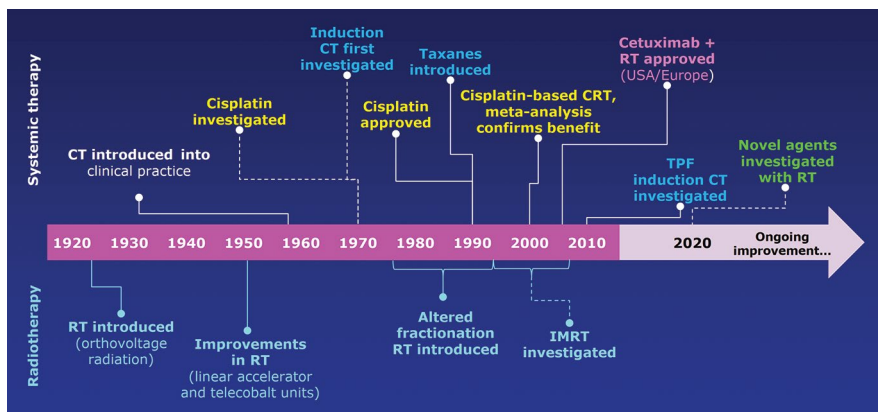 Systemic therapy
CT introduced into
clinical practice
Cisplatin
investigated
Induction
CT first
investigated
Cisplatin
approved
Taxanes
introduced
Cisplatin-based CRT,
meta-analysis
confirms benefit
Cetuximab +
RT approved
(USA/Europe)
TPF
induction CT
investigated
Novel agents
investigated
with RT
1920 1930 1940 1950 1960 1970 1980 1990 2000 2010 2020 Ongoing
improvement...
Radiotherapy
RT introduced
(orthovoltage
radiation)
Improvements
in RT
(linear accelerator
and telecobalt units)
Altered
fractionation
RT introduced
IMRT
investigated